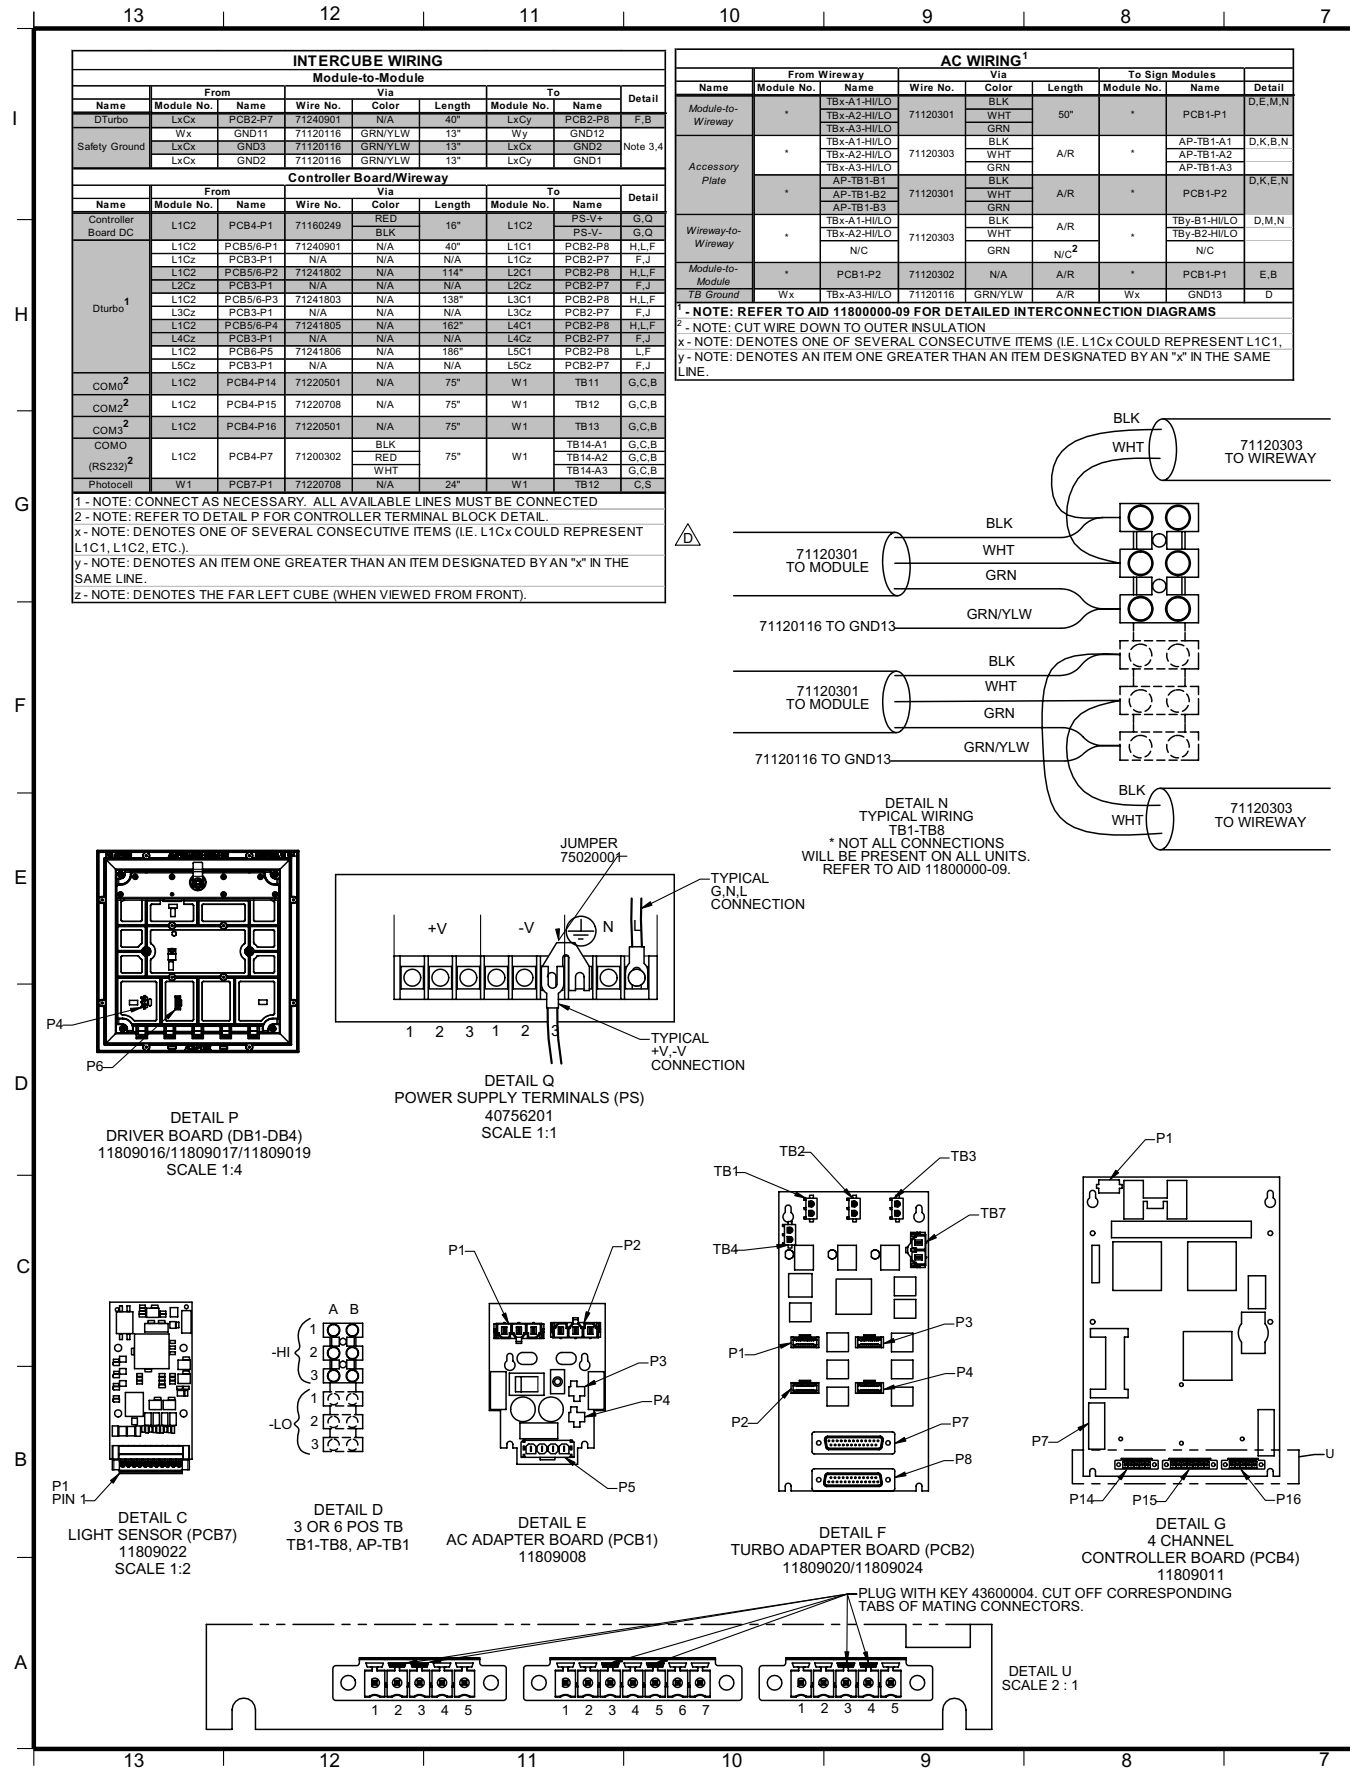 13 12 11 10 9 8 7
I
H
G
F
E
D
C
B
A
INTERCUBE WIRING
Module-to-Module
From Via To Detail
Name Module No. Name Wire No. Color Length Module No. Name
DTurbo LxCx PCB2-P7 71240901 N/A 40" LxCy PCB2-P8 F,B
Safety Ground Wx GND11 71120116 GRN/YLW 13" Wy GND12 Note 3,4
LxCx GND3 71120116 GRN/YLW 13" LxCx GND2
LxCx GND2 71120116 GRN/YLW 13" LxCy GND1
Controller Board/Wireway
From Via To Detail
Name Module No. Name Wire No. Color Length Module No. Name
Controller Board DC L1C2 PCB4-P1 71160249 RED 16" L1C2 PS-V+ G,Q
BLK PS-V- G,Q
Dturbo1 L1C2 PCB5/6-P1 71240901 N/A 40" L1C1 PCB2-P8 H,L,F
L1Cz PCB3-P1 N/A N/A N/A L1Cz PCB2-P7 F,J
L1C2 PCB5/6-P2 71241802 N/A 114" L2C1 PCB2-P8 H,L,F
L2Cz PCB3-P1 N/A N/A N/A L2Cz PCB2-P7 F,J
L1C2 PCB5/6-P3 71241803 N/A 138" L3C1 PCB2-P8 H,L,F
L3Cz PCB3-P1 N/A N/A N/A L3Cz PCB2-P7 F,J
L1C2 PCB5/6-P4 71241805 N/A 162" L4C1 PCB2-P8 H,L,F
L4Cz PCB3-P1 N/A N/A N/A L4Cz PCB2-P7 F,J
L1C2 PCB6-P5 71241806 N/A 186" L5C1 PCB2-P8 L,F
L5Cz PCB3-P1 N/A N/A N/A L5Cz PCB2-P7 F,J
COM02 L1C2 PCB4-P14 71220501 N/A 75" W1 TB11 G,C,B
COM22 L1C2 PCB4-P15 71220708 N/A 75" W1 TB12 G,C,B
COM32 L1C2 PCB4-P16 71220501 N/A 75" W1 TB13 G,C,B
COMO (RS232)2 L1C2 PCB4-P7 71200302 BLK 75" W1 TB14-A1 G,C,B
RED TB14-A2 G,C,B
WHT TB14-A3 G,C,B
Photocell W1 PCB7-P1 71220708 N/A 24" W1 TB12 C,S
1 - NOTE: CONNECT AS NECESSARY. ALL AVAILABLE LINES MUST BE CONNECTED
2 - NOTE: REFER TO DETAIL P FOR CONTROLLER TERMINAL BLOCK DETAIL.
x - NOTE: DENOTES ONE OF SEVERAL CONSECUTIVE ITEMS (I.E. L1Cx COULD REPRESENT
L1C1, L1C2, ETC.).
y - NOTE: DENOTES AN ITEM ONE GREATER THAN AN ITEM DESIGNATED BY AN "x" IN THE
SAME LINE.
z - NOTE: DENOTES THE FAR LEFT CUBE (WHEN VIEWED FROM FRONT).
AC WIRING1
From Wireway Via To Sign Modules
Name Module No. Name Wire No. Color Length Module No. Name Detail
Module-to-Wireway * TBx-A1-HI/LO 71120301 BLK 50" * PCB1-P1 D,E,M,N
TBx-A2-HI/LO WHT
TBx-A3-HI/LO GRN
Accessory Plate * TBx-A1-HI/LO 71120303 BLK A/R * AP-TB1-A1 D,K,B,N
TBx-A2-HI/LO WHT AP-TB1-A2
TBx-A3-HI/LO GRN AP-TB1-A3
* AP-TB1-B1 71120301 BLK A/R * PCB1-P2 D,K,E,N
AP-TB1-B2 WHT
AP-TB1-B3 GRN
Wireway-to-Wireway * TBx-A1-HI/LO 71120303 BLK A/R * TBy-B1-HI/LO D,M,N
TBx-A2-HI/LO WHT TBy-B2-HI/LO
N/C GRN N/C2 N/C
Module-to-Module * PCB1-P2 71120302 N/A A/R * PCB1-P1 E,B
TB Ground Wx TBx-A3-HI/LO 71120116 GRN/YLW A/R Wx GND13 D
1 - NOTE: REFER TO AID 11800000-09 FOR DETAILED INTERCONNECTION DIAGRAMS
2 - NOTE: CUT WIRE DOWN TO OUTER INSULATION
x - NOTE: DENOTES ONE OF SEVERAL CONSECUTIVE ITEMS (I.E. L1Cx COULD REPRESENT L1C1,
y - NOTE: DENOTES AN ITEM ONE GREATER THAN AN ITEM DESIGNATED BY AN "x" IN THE SAME
LINE.
BLK
WHT
71120303
TO WIREWAY
D
71120301
TO MODULE
BLK
WHT
GRN
GRN/YLW
71120116 TO GND13
71120301
TO MODULE
BLK
WHT
GRN
GRN/YLW
71120116 TO GND13
BLK
WHT
71120303
TO WIREWAY
DETAIL N
TYPICAL WIRING
TB1-TB8
* NOT ALL CONNECTIONS
WILL BE PRESENT ON ALL UNITS.
REFER TO AID 11800000-09.
P4
P6
DETAIL P
DRIVER BOARD (DB1-DB4)
11809016/11809017/11809019
SCALE 1:4
JUMPER
75020001
TYPICAL
G,N,L
CONNECTION
+V -V N L
1 2 3 1 2 3
TYPICAL
+V,-V
CONNECTION
DETAIL Q
POWER SUPPLY TERMINALS (PS)
40756201
SCALE 1:1
P1
PIN 1
DETAIL C
LIGHT SENSOR (PCB7)
11809022
SCALE 1:2
A B
-HI
1
2
3
-LO
1
2
3
DETAIL D
3 OR 6 POS TB
TB1-TB8, AP-TB1
P1
P2
P3
P4
P5
DETAIL E
AC ADAPTER BOARD (PCB1)
11809008
TB1
TB2
TB3
TB4
TB7
P1
P3
P2
P4
P7
P8
DETAIL F
TURBO ADAPTER BOARD (PCB2)
11809020/11809024
P1
P7
U
P14
P15
P16
DETAIL G
4 CHANNEL
CONTROLLER BOARD (PCB4)
11809011
PLUG WITH KEY 43600004. CUT OFF CORRESPONDING
TABS OF MATING CONNECTORS.
1 2 3 4 5
1 2 3 4 5 6 7
1 2 3 4 5
DETAIL U
SCALE 2 : 1
13 12 11 10 9 8 7